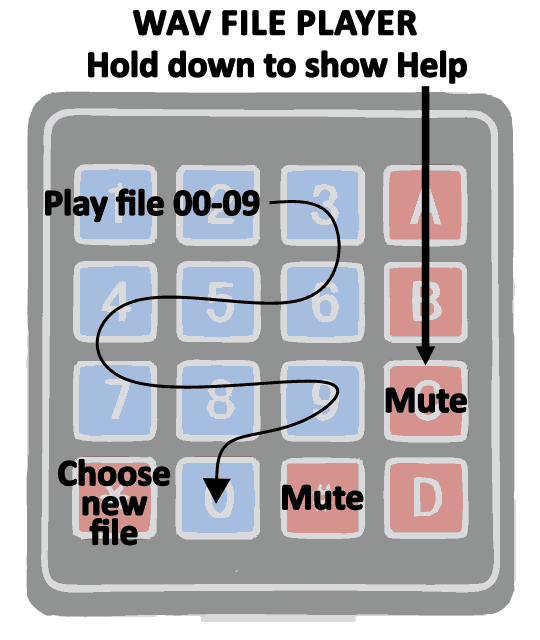 WAV FILE PLAYER
Hold down to show Help
1 2 3 A
Play file 00-09
4 5 6 B
7 8 9 C
Mute
Choose
new
file
* 0 # D
Mute